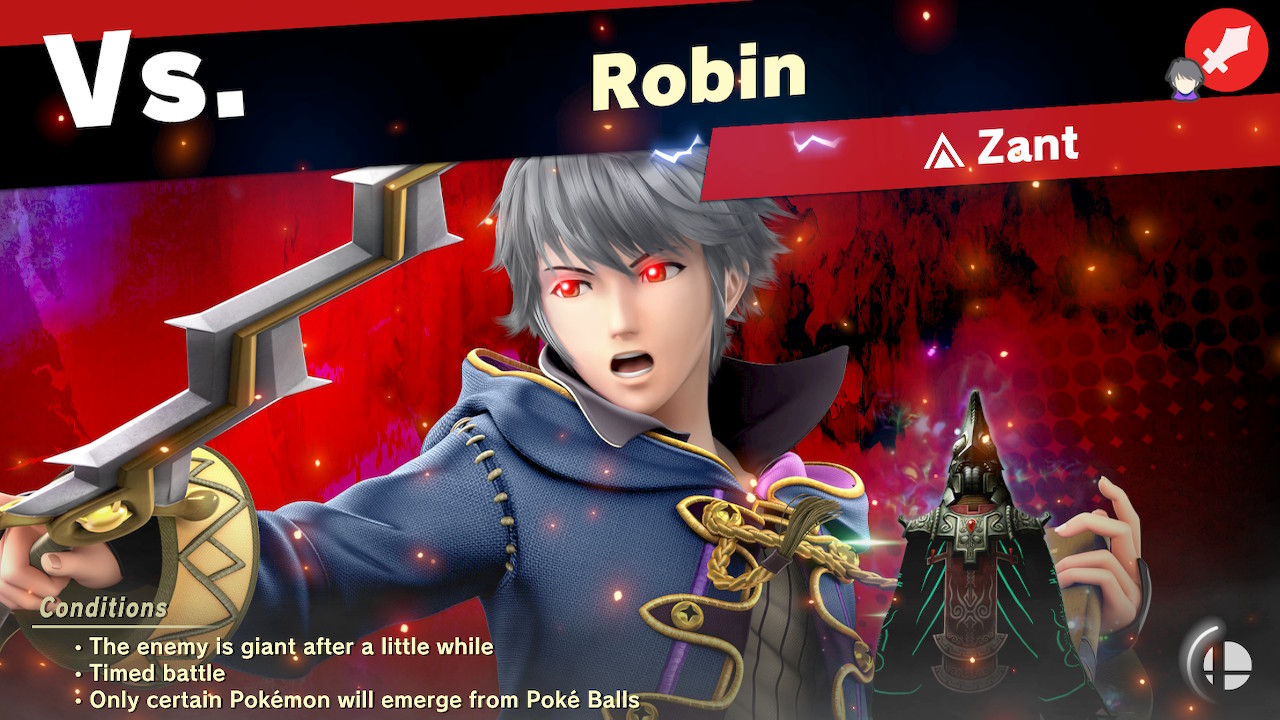 Vs.
Robin
Zant
Conditions
• The enemy is giant after a little while
• Timed battle
• Only certain Pokémon will emerge from Poké Balls